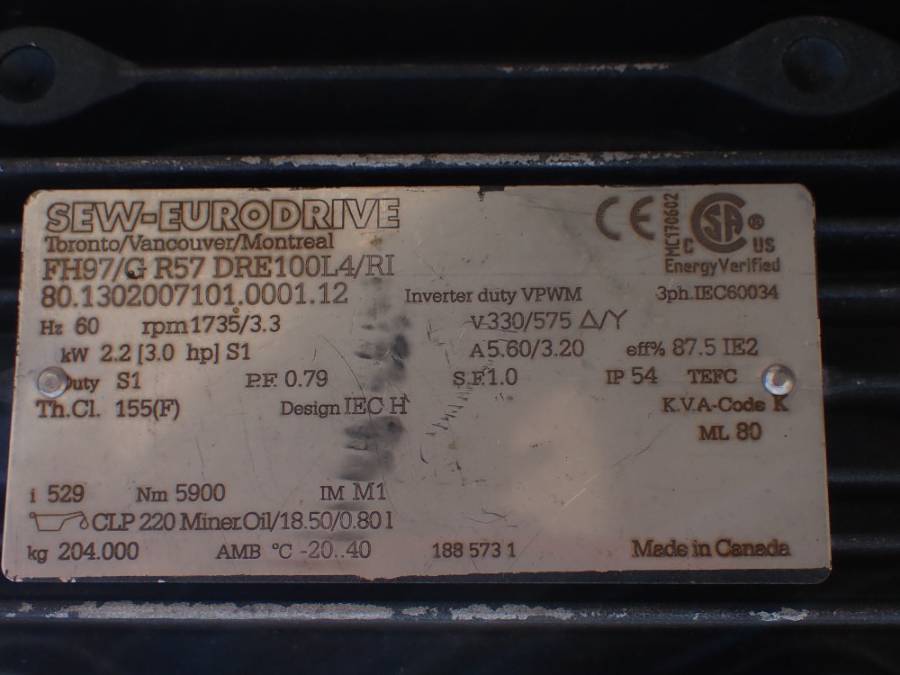 SEW-EURODRIVE
Toronto/Vancouver/Montreal
CE
MC170602
CSA ®
C US
Energy Verified
FH97/G R57 DRE100L4/RI
80.1302007101.0001.12
Inverter duty VPWM
3ph.IEC60034
Hz 60 rpm 1735/3.3 V 330/575 Δ/Y
kW 2.2 [3.0 hp] S1 A 5.60/3.20 eff% 87.5 IE2
Duty S1 P.F. 0.79 S.F. 1.0 IP 54 TEFC
Th.Cl. 155(F) Design IEC H K.V.A-Code K
ML 80
i 529 Nm 5900 IM M1
CLP 220 Miner.Oil/18.50/0.80 l
kg 204.000 AMB °C -20..40 188 573 1 Made in Canada